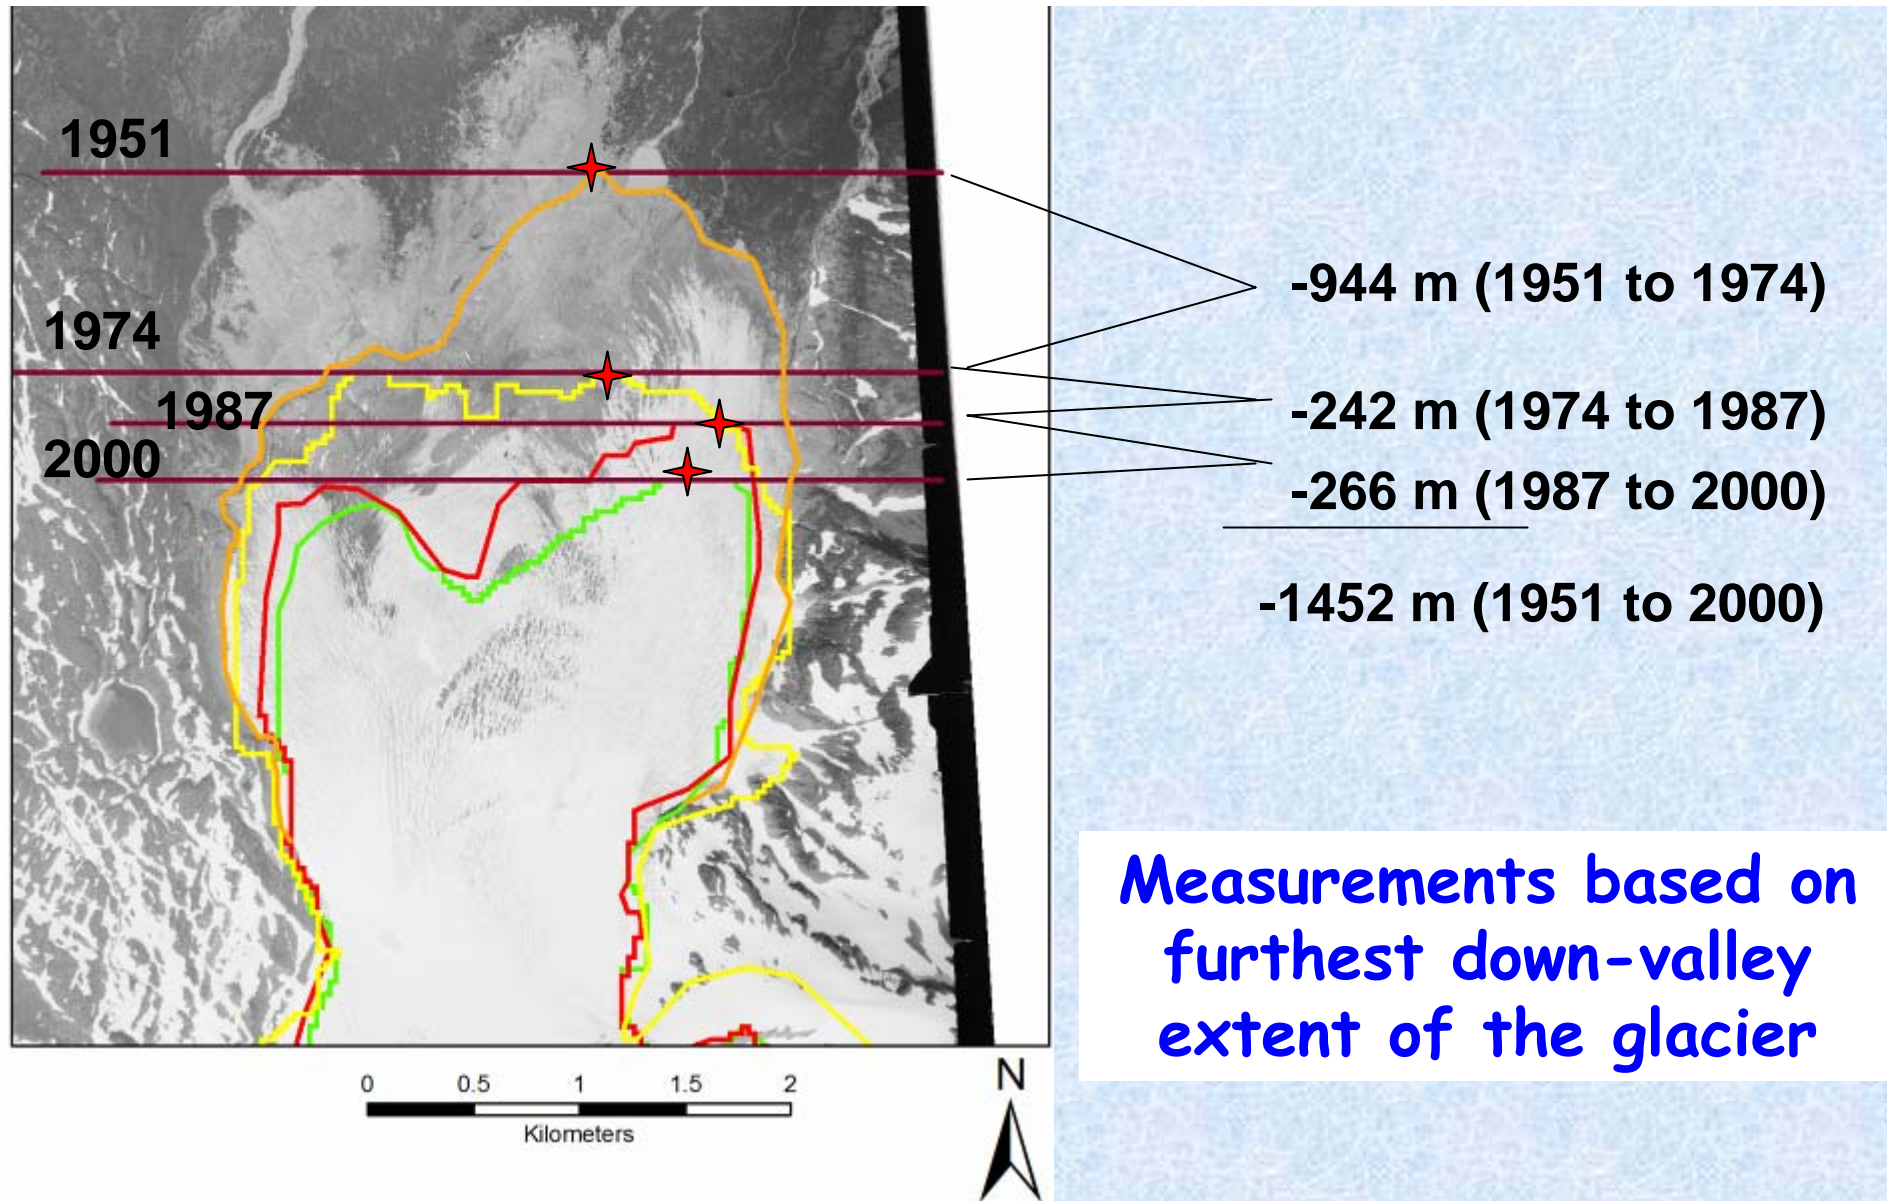 1951
1974
1987
2000
-944 m (1951 to 1974)
-242 m (1974 to 1987)
-266 m (1987 to 2000)
-1452 m (1951 to 2000)
Measurements based on
furthest down-valley
extent of the glacier
0 0.5 1 1.5 2
Kilometers
N